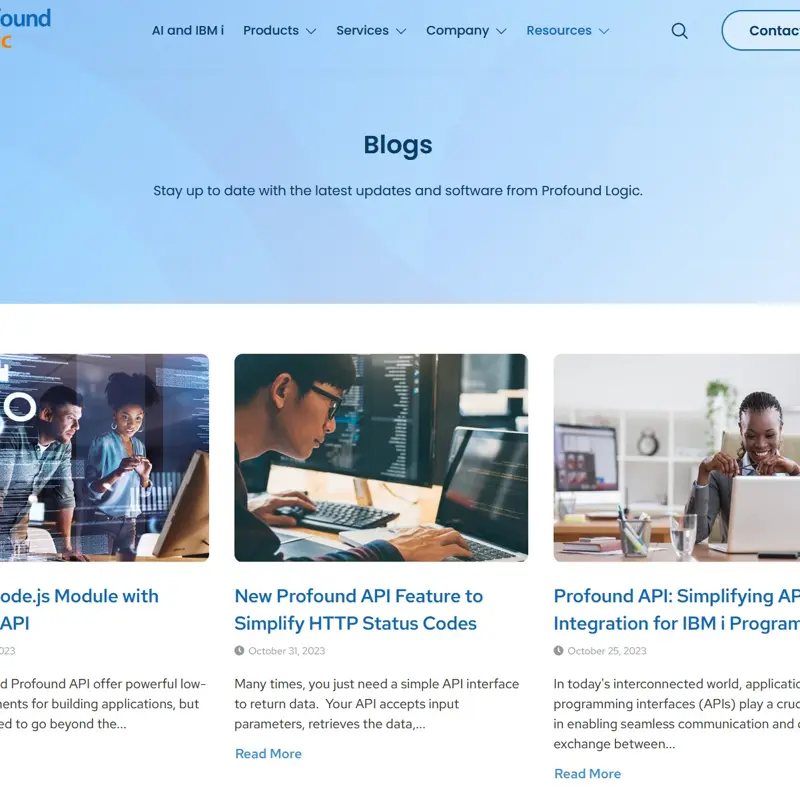 found
AI and IBM i Products Services Company Resources
Blogs
Stay up to date with the latest updates and software from Profound Logic.
ode.js Module with
API
023
d Profound API offer powerful low-
nents for building applications, but
ed to go beyond the...
New Profound API Feature to
Simplify HTTP Status Codes
October 31, 2023
Many times, you just need a simple API interface
to return data.  Your API accepts input
parameters, retrieves the data,...
Read More
Profound API: Simplifying AP
Integration for IBM i Program
October 25, 2023
In today's interconnected world, applicatio
programming interfaces (APIs) play a cruc
in enabling seamless communication and
exchange between...
Read More